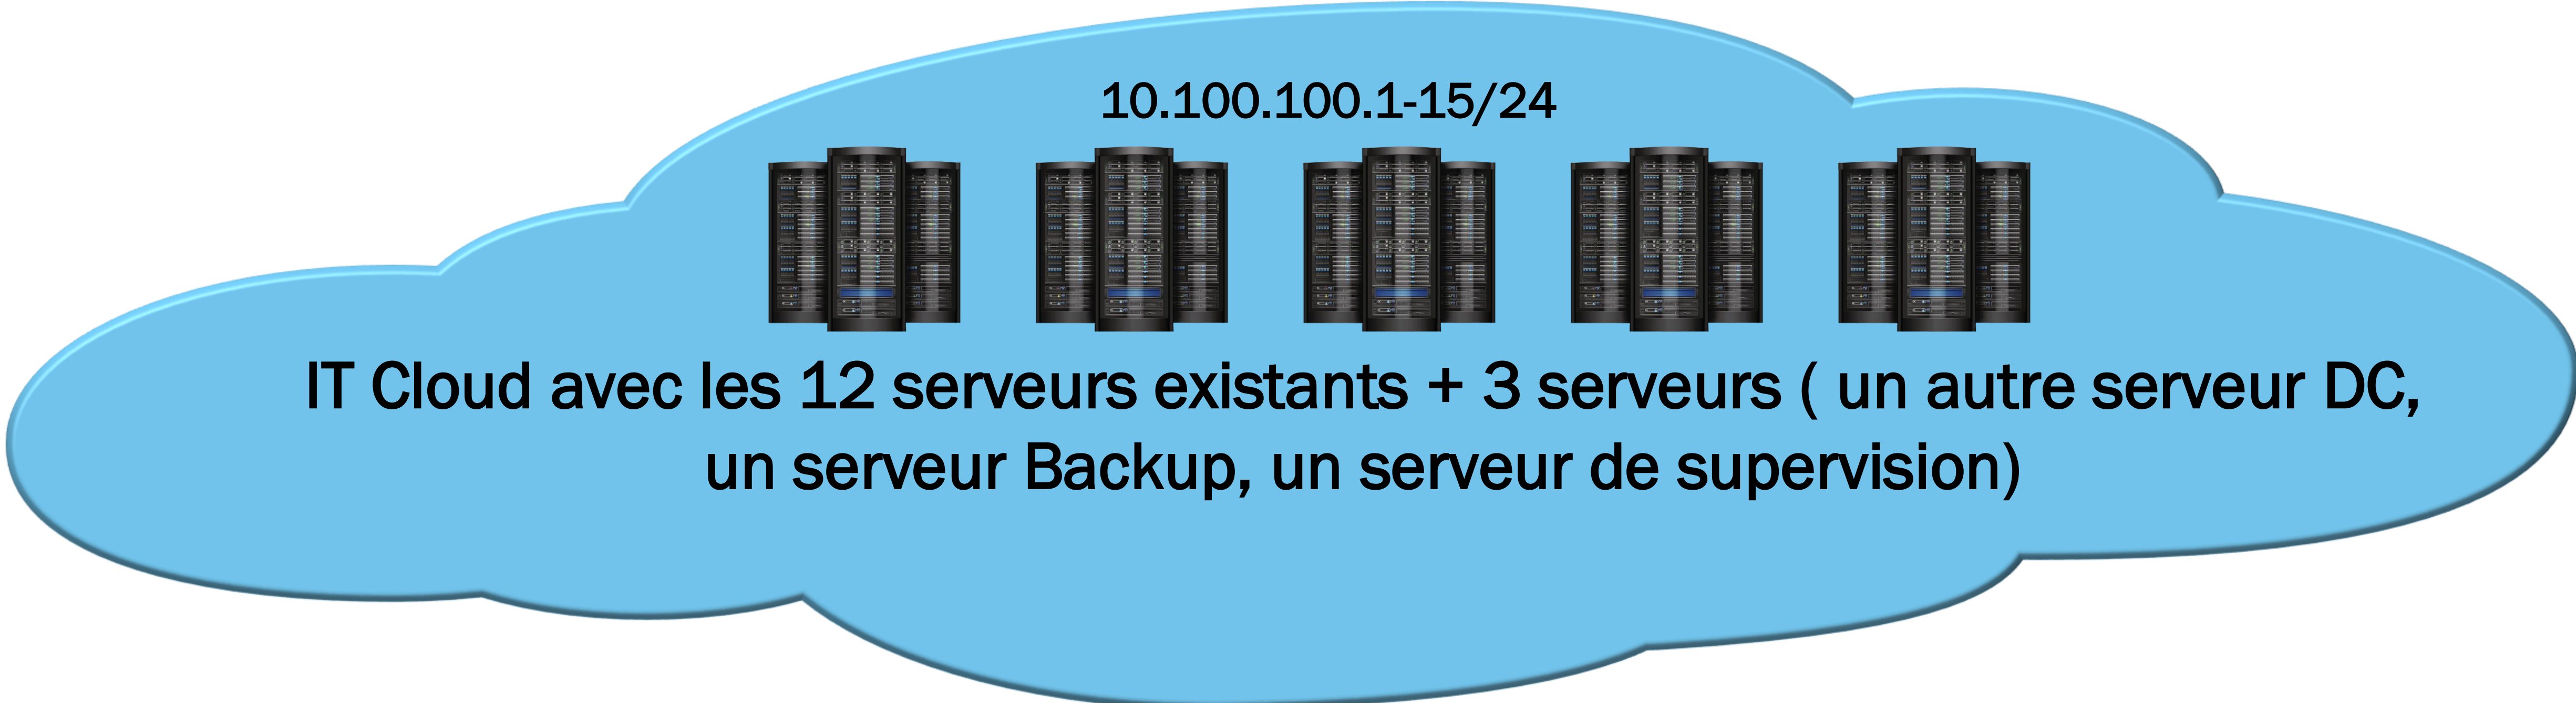 10.100.100.1-15/24
IT Cloud avec les 12 serveurs existants + 3 serveurs ( un autre serveur DC,
un serveur Backup, un serveur de supervision)